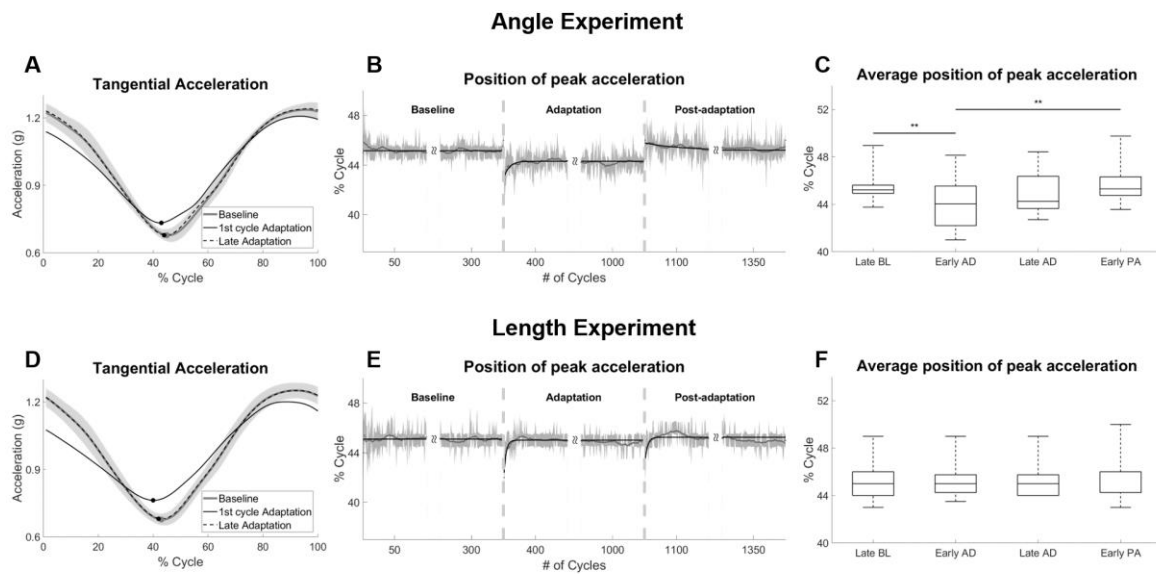 Angle Experiment
A
Tangential Acceleration
Acceleration (g)
1.2
0.9
0.6
0 20 40 60 80 100
% Cycle
Baseline
1st cycle Adaptation
Late Adaptation
B
Position of peak acceleration
Baseline Adaptation Post-adaptation
% Cycle
48
44
40
50 300 400 1000 1100 1350
# of Cycles
C
Average position of peak acceleration
% Cycle
52
48
44
40
** **
Late BL Early AD Late AD Early PA
Length Experiment
D
Tangential Acceleration
Acceleration (g)
1.2
0.9
0.6
0 20 40 60 80 100
% Cycle
Baseline
1st cycle Adaptation
Late Adaptation
E
Position of peak acceleration
Baseline Adaptation Post-adaptation
% Cycle
48
44
40
50 300 400 1000 1100 1350
# of Cycles
F
Average position of peak acceleration
% Cycle
52
48
44
40
Late BL Early AD Late AD Early PA